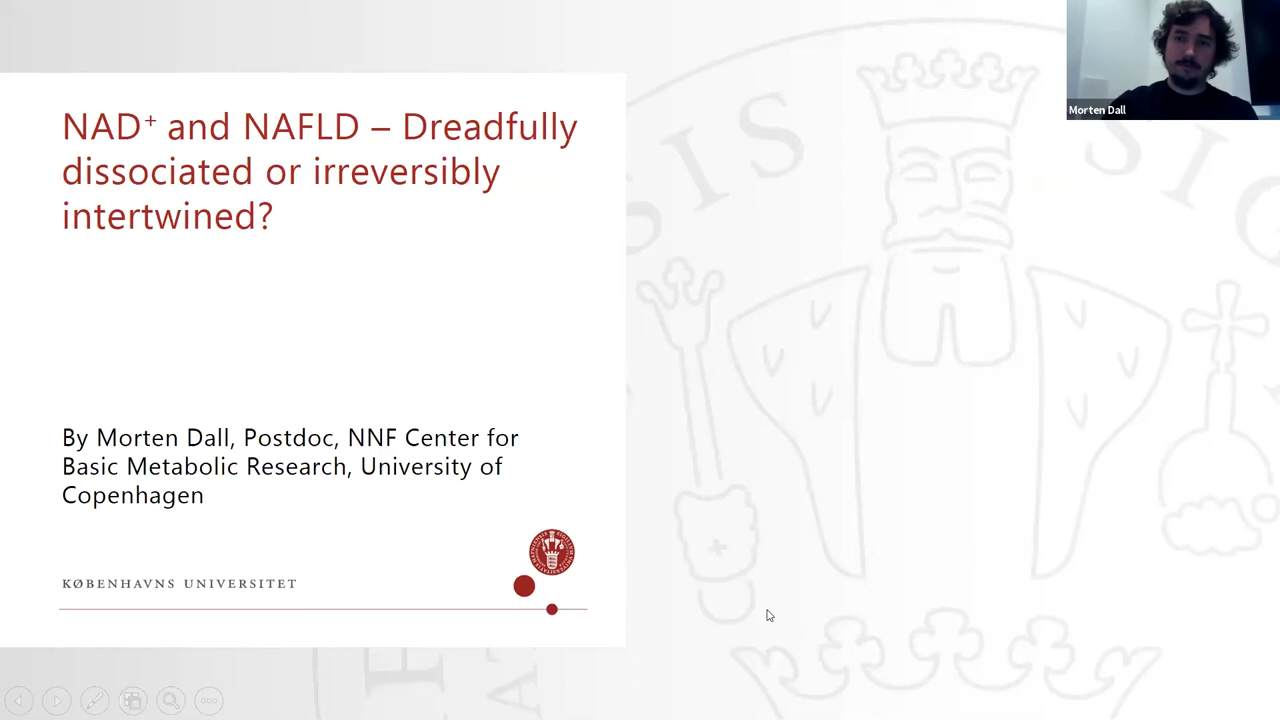 NAD⁺ and NAFLD – Dreadfully
dissociated or irreversibly
intertwined?
By Morten Dall, Postdoc, NNF Center for
Basic Metabolic Research, University of
Copenhagen
KØBENHAVNS UNIVERSITET
Morten Dall